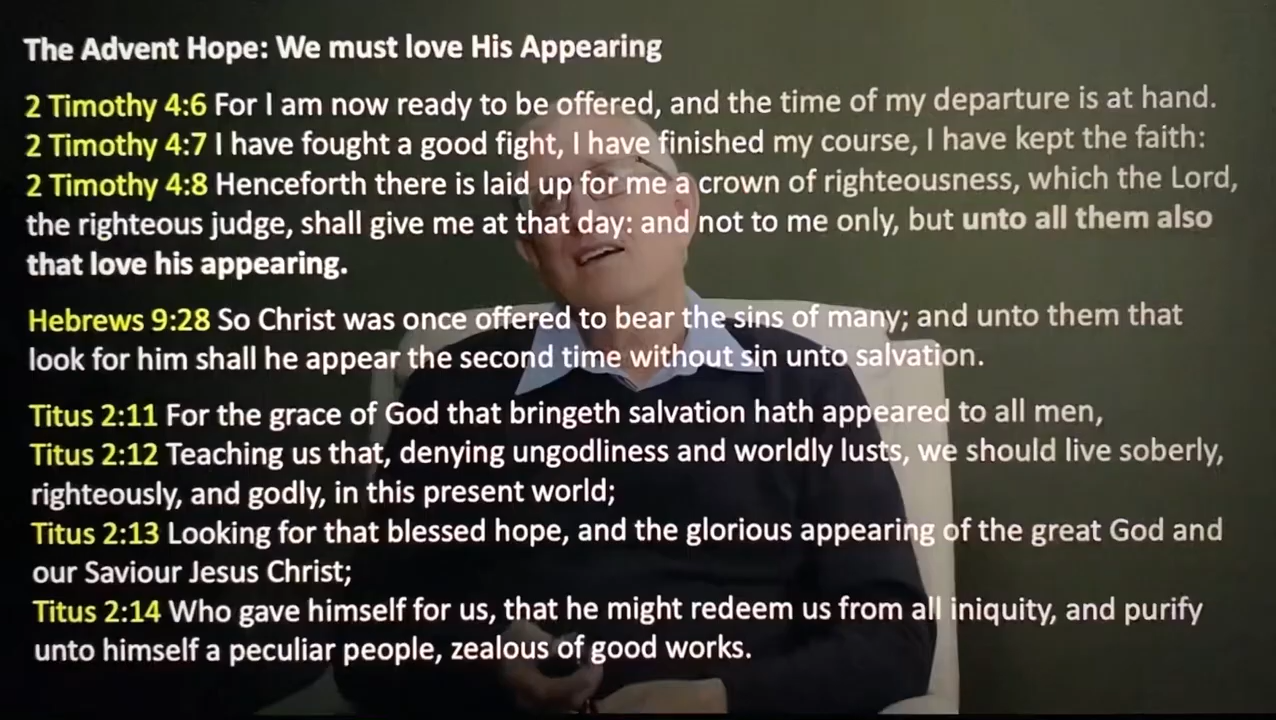 The Advent Hope: We must love His Appearing
2 Timothy 4:6 For I am now ready to be offered, and the time of my departure is at hand.
2 Timothy 4:7 I have fought a good fight, I have finished my course, I have kept the faith:
2 Timothy 4:8 Henceforth there is laid up for me a crown of righteousness, which the Lord,
the righteous judge, shall give me at that day: and not to me only, but unto all them also
that love his appearing.
Hebrews 9:28 So Christ was once offered to bear the sins of many; and unto them that
look for him shall he appear the second time without sin unto salvation.
Titus 2:11 For the grace of God that bringeth salvation hath appeared to all men,
Titus 2:12 Teaching us that, denying ungodliness and worldly lusts, we should live soberly,
righteously, and godly, in this present world;
Titus 2:13 Looking for that blessed hope, and the glorious appearing of the great God and
our Saviour Jesus Christ;
Titus 2:14 Who gave himself for us, that he might redeem us from all iniquity, and purify
unto himself a peculiar people, zealous of good works.